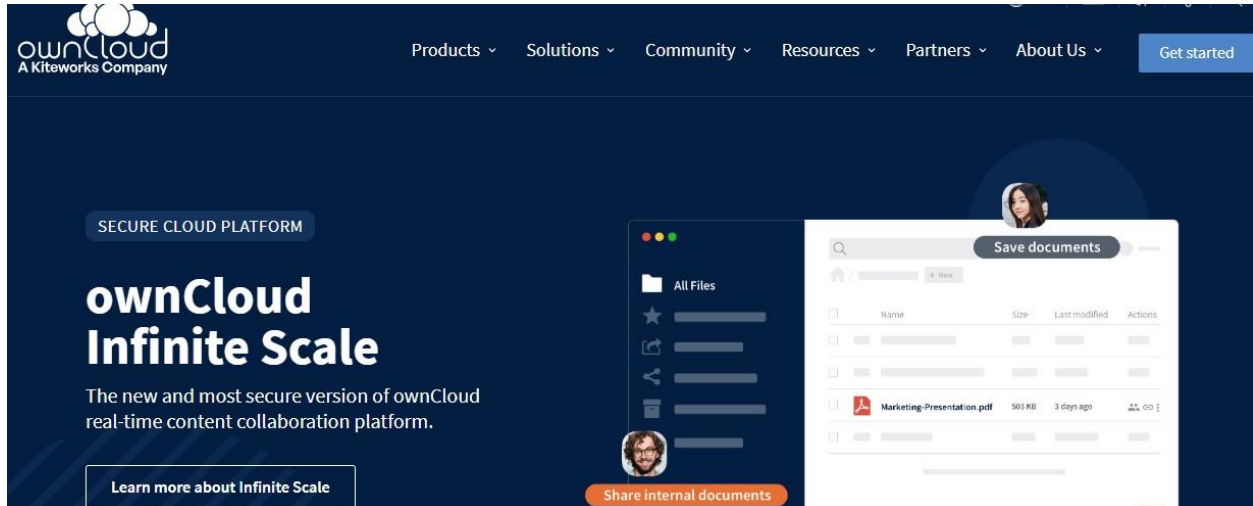 ownCloud
A Kiteworks Company
Products
Solutions
Community
Resources
Partners
About Us
Get started
SECURE CLOUD PLATFORM
ownCloud
Infinite Scale
The new and most secure version of ownCloud
real-time content collaboration platform.
Learn more about Infinite Scale
Save documents
All Files
+ New
Name Size Last modified Actions
Marketing-Presentation.pdf 503 KB 3 days ago
Share internal documents